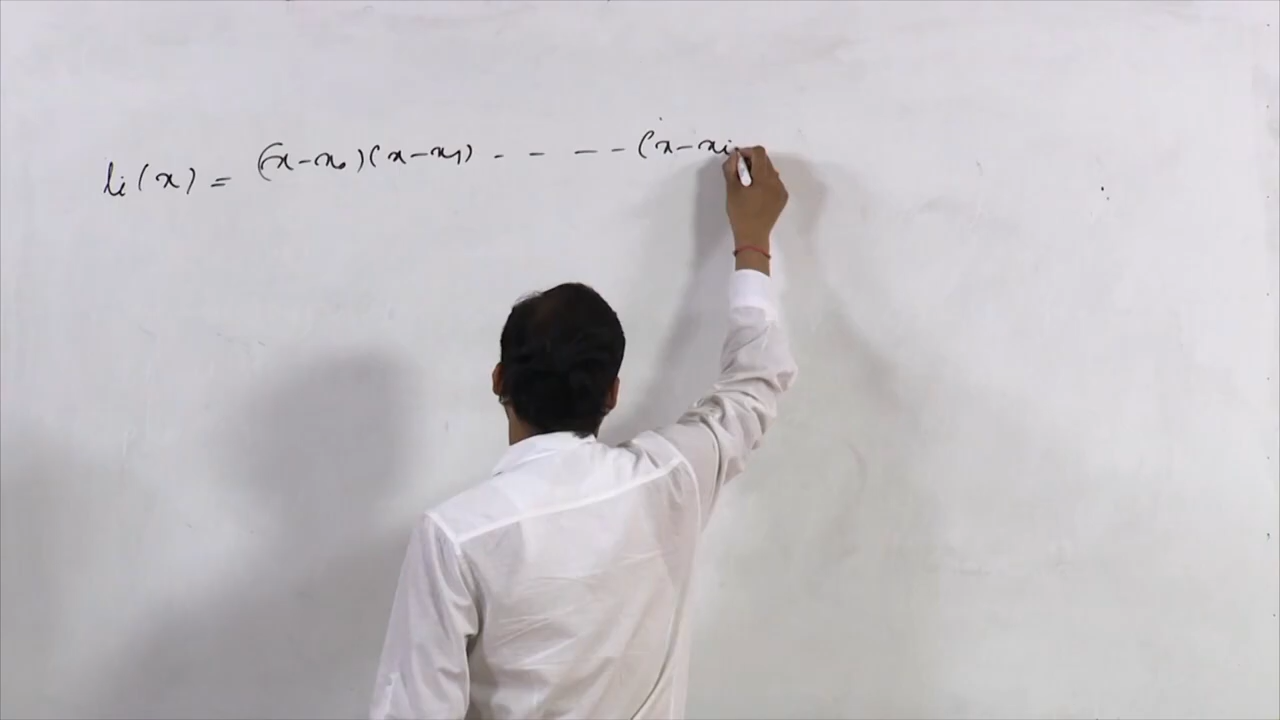 li(x) = (x-x₀)(x-x₁) - - - - - (x-xi-